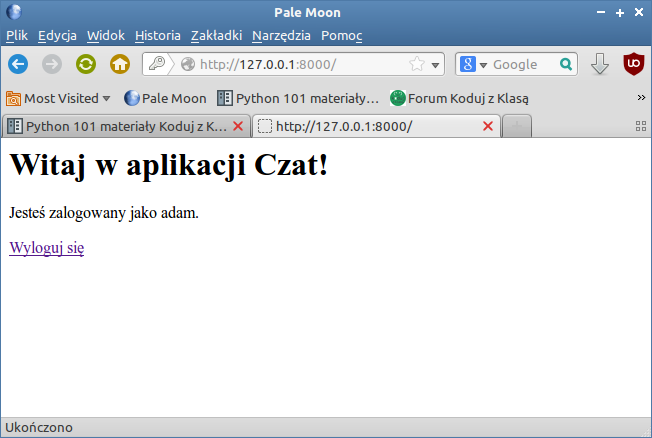 Pale Moon
Plik Edycja Widok Historia Zakładki Narzędzia Pomoc
http://127.0.0.1:8000/ Google
Most Visited Pale Moon Python 101 materiały... Forum Koduj z Klasą
Python 101 materiały Koduj z K... http://127.0.0.1:8000/
Witaj w aplikacji Czat!
Jesteś zalogowany jako adam.
Wyloguj się
Ukończono